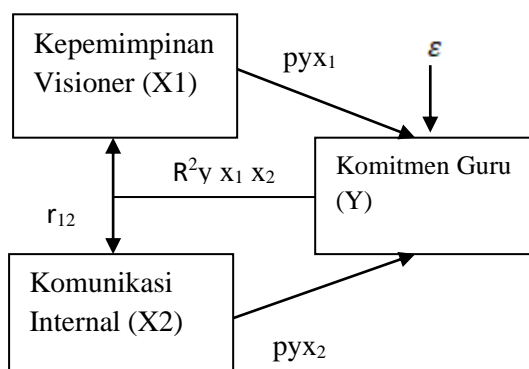 Kepemimpinan
Visioner (X1)
pyx₁
ε
R²y x₁ x₂
r₁₂
Komitmen Guru
(Y)
Komunikasi
Internal (X2)
pyx₂